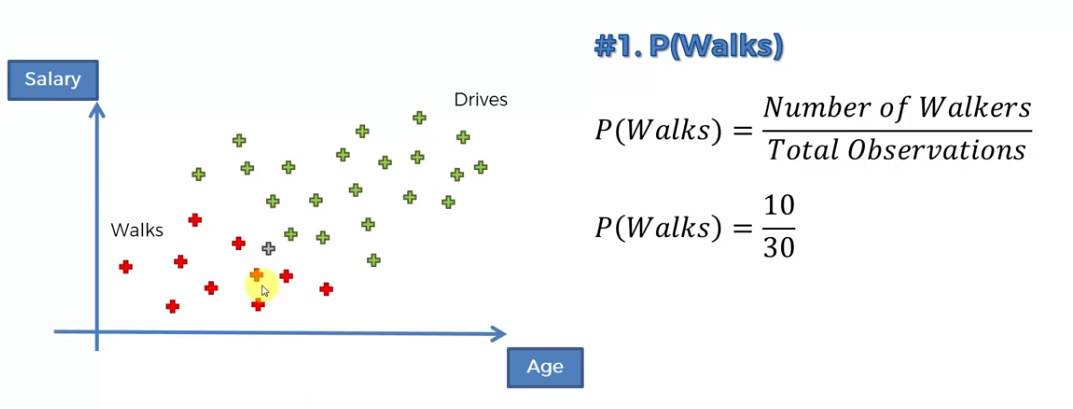 #1. P(Walks)
Salary
Drives
P(Walks) = Number of Walkers / Total Observations
Walks
P(Walks) = 10 / 30
Age